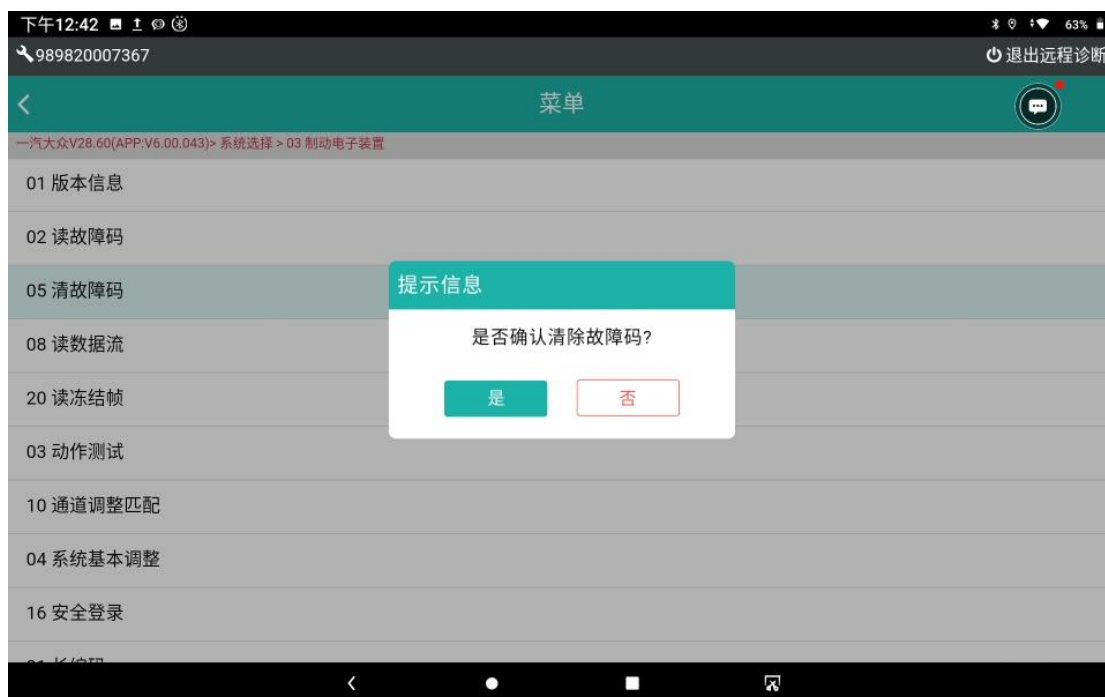 下午12:42
63%
989820007367
退出远程诊断
菜单
一汽大众V28.60(APP:V6.00.043)> 系统选择 > 03 制动电子装置
01 版本信息
02 读故障码
05 清故障码
提示信息
是否确认清除故障码?
是
否
08 读数据流
20 读冻结帧
03 动作测试
10 通道调整匹配
04 系统基本调整
16 安全登录